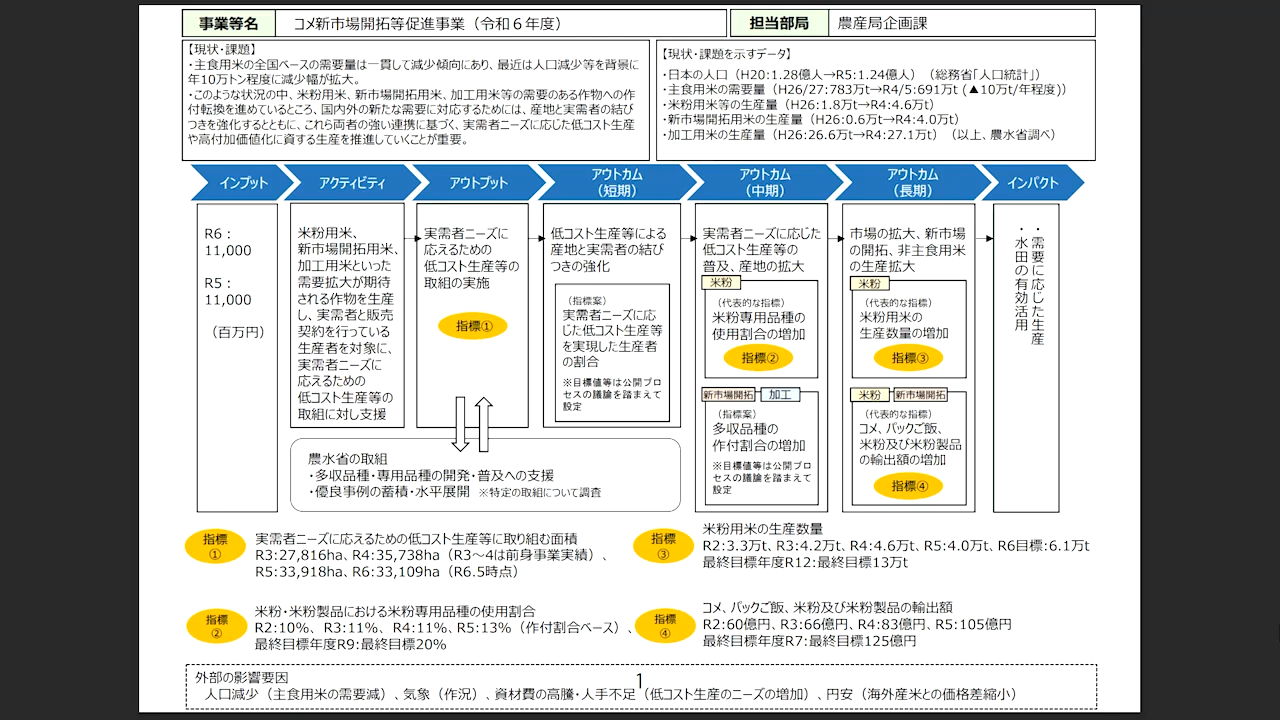 事業等名
コメ新市場開拓等促進事業（令和６年度）
担当部局
農産局企画課
【現状・課題】
・主食用米の全国ベースの需要量は一貫して減少傾向にあり、最近は人口減少等を背景に
年10万トン程度に減少幅が拡大。
・このような状況の中、米粉用米、新市場開拓用米、加工用米等の需要のある作物への作
付転換を進めているところ、国内外の新たな需要に対応するためには、産地と実需者の結び
つきを強化するとともに、これら両者の強い連携に基づく、実需者ニーズに応じた低コスト生産
や高付加価値化に資する生産を推進していくことが重要。
【現状・課題を示すデータ】
・日本の人口（H20:1.28億人→R5:1.24億人）（総務省「人口統計」）
・主食用米の需要量（H26/27:783万t→R4/5:691万t (▲10万t/年程度)）
・米粉用米等の生産量（H26:1.8万t→R4:4.6万t）
・新市場開拓用米の生産量（H26:0.6万t→R4:4.0万t）
・加工用米の生産量（H26:26.6万t→R4:27.1万t）（以上、農水省調べ）
インプット
アクティビティ
アウトプット
アウトカム
（短期）
アウトカム
（中期）
アウトカム
（長期）
インパクト
R6：
11,000
R5：
11,000
（百万円）
米粉用米、
新市場開拓用米、
加工用米といった
需要拡大が期待
される作物を生産
し、実需者と販売
契約を行っている
生産者を対象に、
実需者ニーズに
応えるための
低コスト生産等の
取組に対し支援
実需者ニーズに
応えるための
低コスト生産等の
取組の実施
指標①
低コスト生産等による
産地と実需者の結び
つきの強化
（指標案）
実需者ニーズに応
じた低コスト生産等
を実現した生産者
の割合
※目標値等は公開プロ
セスの議論を踏まえて
設定
実需者ニーズに応じた
低コスト生産等の
普及、産地の拡大
米粉
（代表的な指標）
米粉専用品種の
使用割合の増加
指標②
新市場開拓
加工
（指標案）
多収品種の
作付割合の増加
※目標値等は公開プロ
セスの議論を踏まえて
設定
市場の拡大、新市場
の開拓、非主食用米
の生産拡大
米粉
（代表的な指標）
米粉用米の
生産数量の増加
指標③
米粉
新市場開拓
（代表的な指標）
コメ、パックご飯、
米粉及び米粉製品
の輸出額の増加
指標④
・需要に応じた生産
・水田の有効活用
農水省の取組
・多収品種・専用品種の開発・普及への支援
・優良事例の蓄積・水平展開 ※特定の取組について調査
指標
①
実需者ニーズに応えるための低コスト生産等に取り組む面積
R3:27,816ha、R4:35,738ha（R3～4は前身事業実績）、
R5:33,918ha、R6:33,109ha（R6.5時点）
指標
②
米粉・米粉製品における米粉専用品種の使用割合
R2:10%、R3:11%、R4:11%、R5:13%（作付割合ベース）、
最終目標年度R9:最終目標20%
指標
③
米粉用米の生産数量
R2:3.3万t、R3:4.2万t、R4:4.6万t、R5:4.0万t、R6目標:6.1万t
最終目標年度R12:最終目標13万t
指標
④
コメ、パックご飯、米粉及び米粉製品の輸出額
R2:60億円、R3:66億円、R4:83億円、R5:105億円
最終目標年度R7:最終目標125億円
外部の影響要因
人口減少（主食用米の需要減）、気象（作況）、資材費の高騰・人手不足（低コスト生産のニーズの増加）、円安（海外産米との価格差縮小）
1